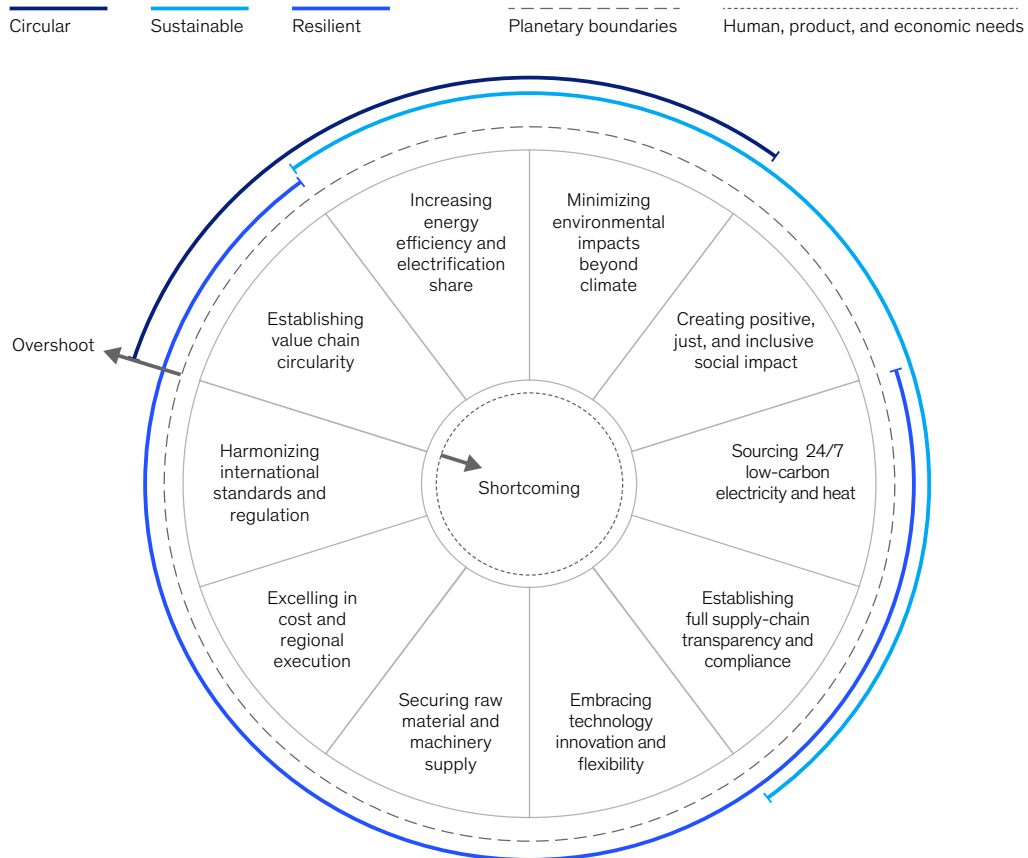 Circular
Sustainable
Resilient
Planetary boundaries
Human, product, and economic needs
Increasing
energy
efficiency and
electrification
share
Minimizing
environmental
impacts
beyond
climate
Establishing
value chain
circularity
Creating positive,
just, and inclusive
social impact
Overshoot
Harmonizing
international
standards and
regulation
Shortcoming
Sourcing 24/7
low-carbon
electricity and heat
Excelling in
cost and
regional
execution
Establishing
full supply-chain
transparency and
compliance
Securing raw
material and
machinery
supply
Embracing
technology
innovation and
flexibility